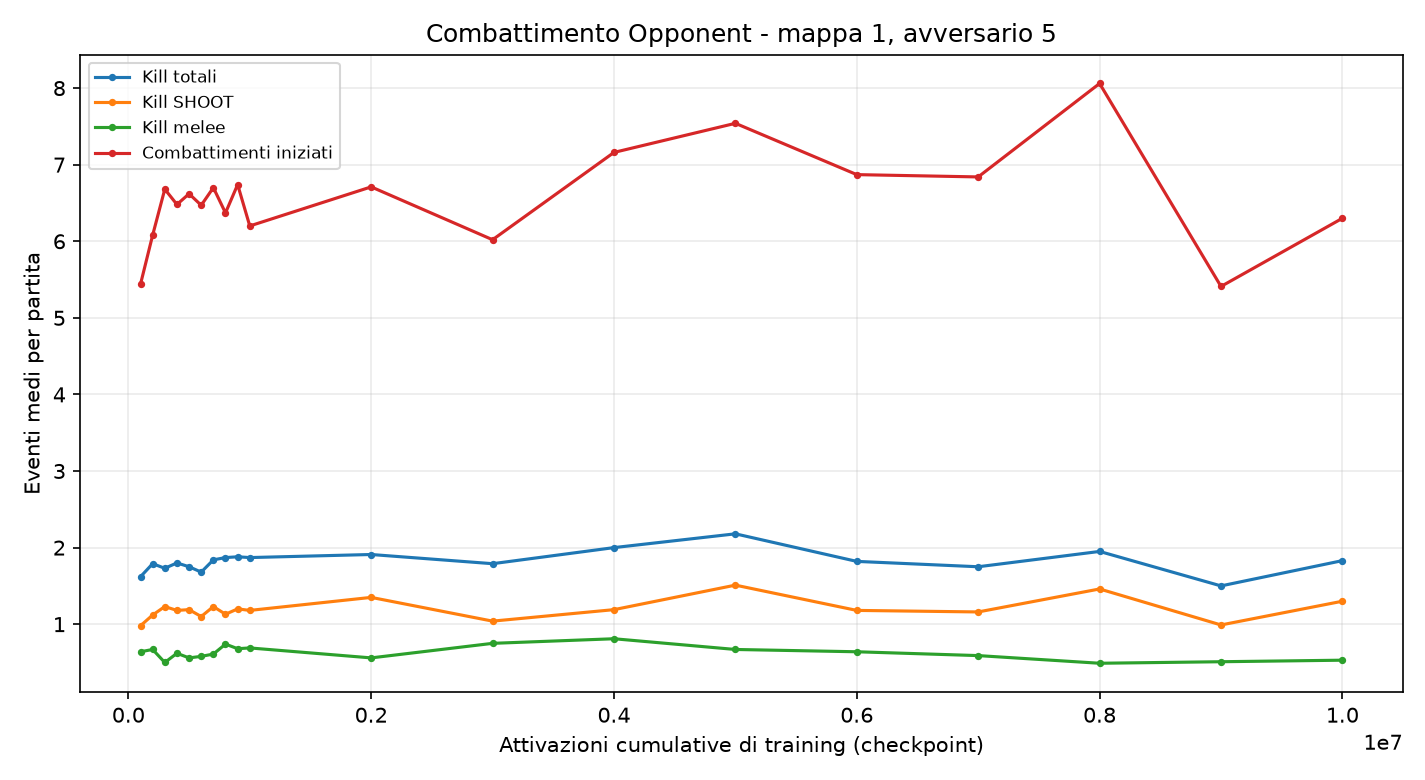 Combattimento Opponent - mappa 1, avversario 5
Kill totali
Kill SHOOT
Kill melee
Combattimenti iniziati
Eventi medi per partita
8
7
6
5
4
3
2
1
0.0 0.2 0.4 0.6 0.8 1.0
1e7
Attivazioni cumulative di training (checkpoint)